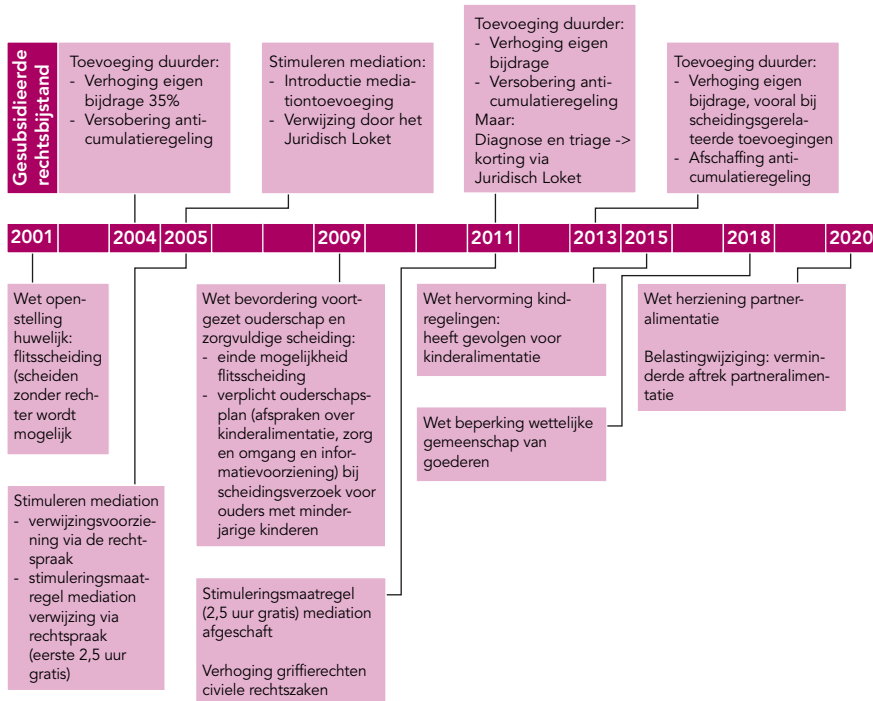 Gesubsidieerde
rechtsbijstand
Toevoeging duurder:
- Verhoging eigen
bijdrage 35%
- Versobering anti-
cumulatieregeling
Stimuleren mediation:
- Introductie media-
tiontoevoeging
- Verwijzing door het
Juridisch Loket
Toevoeging duurder:
- Verhoging eigen
bijdrage
- Versobering anti-
cumulatieregeling
Maar:
Diagnose en triage ->
korting via
Juridisch Loket
Toevoeging duurder:
- Verhoging eigen
bijdrage, vooral bij
scheidingsgerela-
teerde toevoegingen
- Afschaffing anti-
cumulatieregeling
2001 2004 2005 2009 2011 2013 2015 2018 2020
Wet open-
stelling
huwelijk:
flitsscheiding
(scheiden
zonder rech-
ter wordt
mogelijk
Stimuleren mediation
- verwijzingsvoorzie-
ning via de recht-
spraak
- stimuleringsmaat-
regel mediation
verwijzing via
rechtspraak
(eerste 2,5 uur
gratis)
Wet bevordering voort-
gezet ouderschap en
zorgvuldige scheiding:
- einde mogelijkheid
flitsscheiding
- verplicht ouderschaps-
plan (afspraken over
kinderalimentatie, zorg
en omgang en infor-
matievoorziening) bij
scheidingsverzoek voor
ouders met minder-
jarige kinderen
Stimuleringsmaatregel
(2,5 uur gratis) mediation
afgeschaft
Verhoging griffierechten
civiele rechtszaken
Wet hervorming kind-
regelingen:
heeft gevolgen voor
kinderalimentatie
Wet beperking wettelijke
gemeenschap van
goederen
Wet herziening partner-
alimentatie
Belastingwijziging: vermin-
derde aftrek partneralimen-
tatie